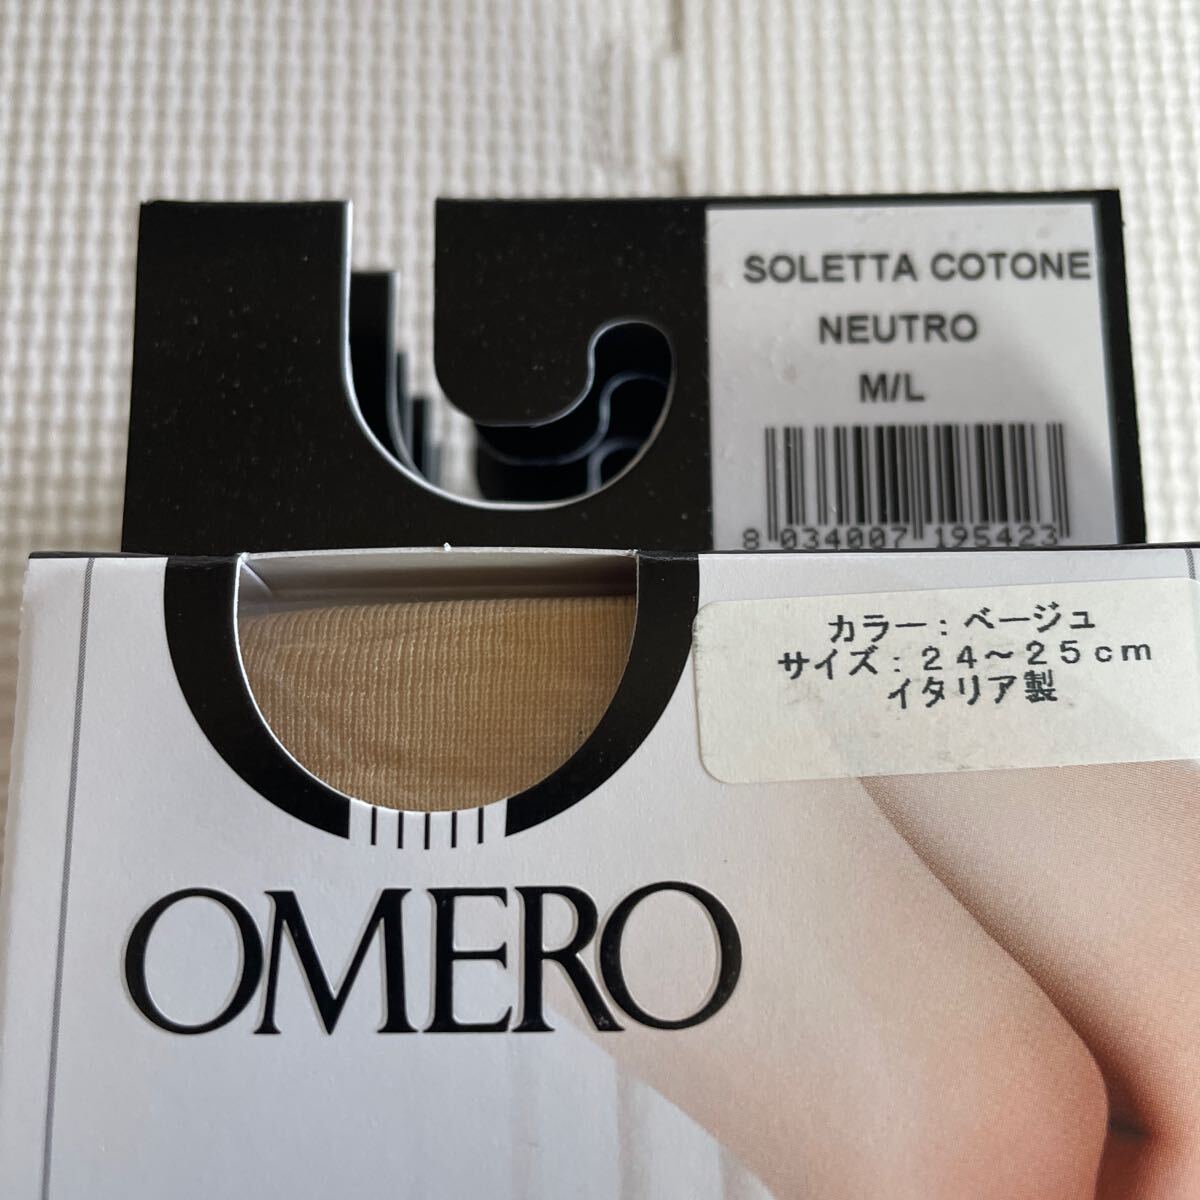 SOLETTA COTONE
NEUTRO
M/L
8 034007 195423
カラー：ベージュ
サイズ：２４～２５ｃｍ
イタリア製
OMERO